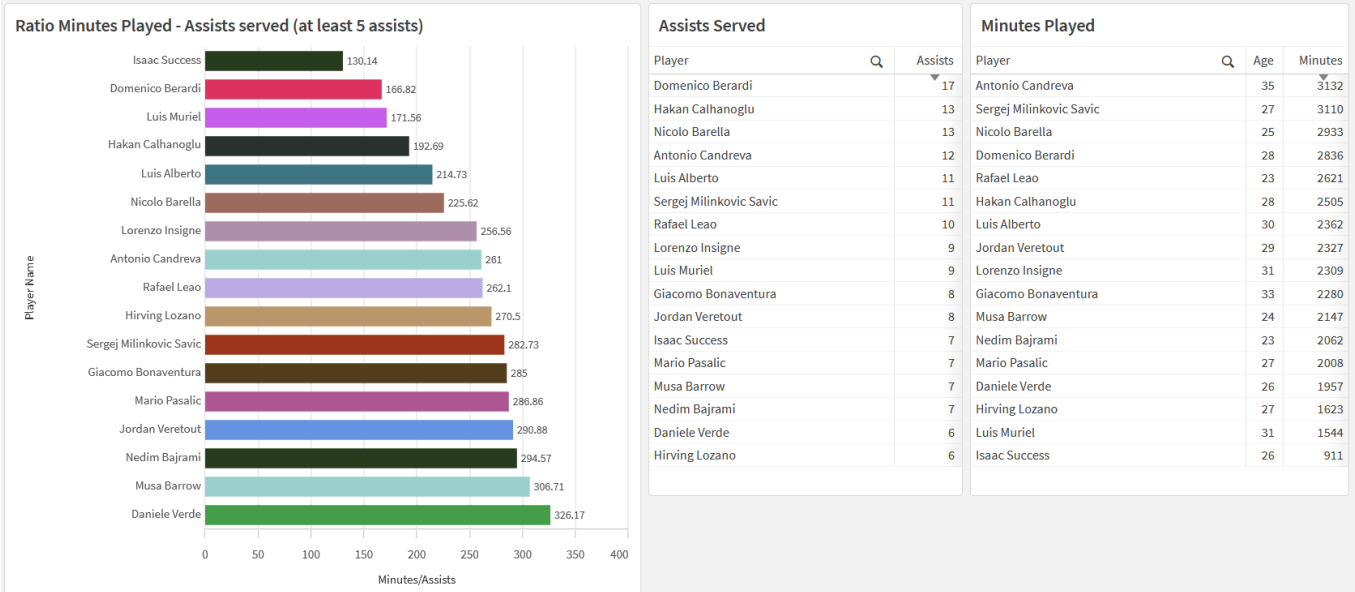 Ratio Minutes Played - Assists served (at least 5 assists)
Player Name
Isaac Success 130.14
Domenico Berardi 166.82
Luis Muriel 171.56
Hakan Calhanoglu 192.69
Luis Alberto 214.73
Nicolo Barella 225.62
Lorenzo Insigne 256.56
Antonio Candreva 261
Rafael Leao 262.1
Hirving Lozano 270.5
Sergej Milinkovic Savic 282.73
Giacomo Bonaventura 285
Mario Pasalic 286.86
Jordan Veretout 290.88
Nedim Bajrami 294.57
Musa Barrow 306.71
Daniele Verde 326.17
0 50 100 150 200 250 300 350 400
Minutes/Assists
Assists Served
Player Assists
Domenico Berardi 17
Hakan Calhanoglu 13
Nicolo Barella 13
Antonio Candreva 12
Luis Alberto 11
Sergej Milinkovic Savic 11
Rafael Leao 10
Lorenzo Insigne 9
Luis Muriel 9
Giacomo Bonaventura 8
Jordan Veretout 8
Isaac Success 7
Mario Pasalic 7
Musa Barrow 7
Nedim Bajrami 7
Daniele Verde 6
Hirving Lozano 6
Minutes Played
Player Age Minutes
Antonio Candreva 35 3132
Sergej Milinkovic Savic 27 3110
Nicolo Barella 25 2933
Domenico Berardi 28 2836
Rafael Leao 23 2621
Hakan Calhanoglu 28 2505
Luis Alberto 30 2362
Jordan Veretout 29 2327
Lorenzo Insigne 31 2309
Giacomo Bonaventura 33 2280
Musa Barrow 24 2147
Nedim Bajrami 23 2062
Mario Pasalic 27 2008
Daniele Verde 26 1957
Hirving Lozano 27 1623
Luis Muriel 31 1544
Isaac Success 26 911